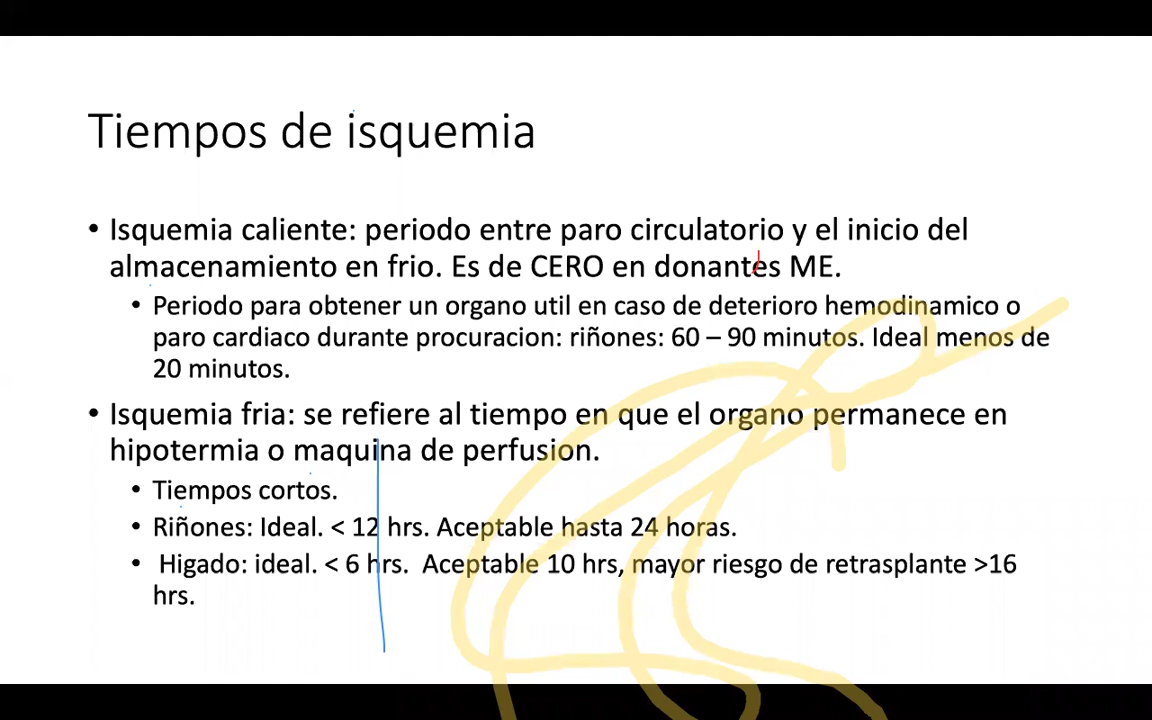 Tiempos de isquemia
• Isquemia caliente: periodo entre paro circulatorio y el inicio del
almacenamiento en frio. Es de CERO en donantes ME.
• Periodo para obtener un organo util en caso de deterioro hemodinamico o
paro cardiaco durante procuracion: riñones: 60 – 90 minutos. Ideal menos de
20 minutos.
• Isquemia fria: se refiere al tiempo en que el organo permanece en
hipotermia o maquina de perfusion.
• Tiempos cortos.
• Riñones: Ideal. < 12 hrs. Aceptable hasta 24 horas.
• Higado: ideal. < 6 hrs. Aceptable 10 hrs, mayor riesgo de retrasplante >16
hrs.